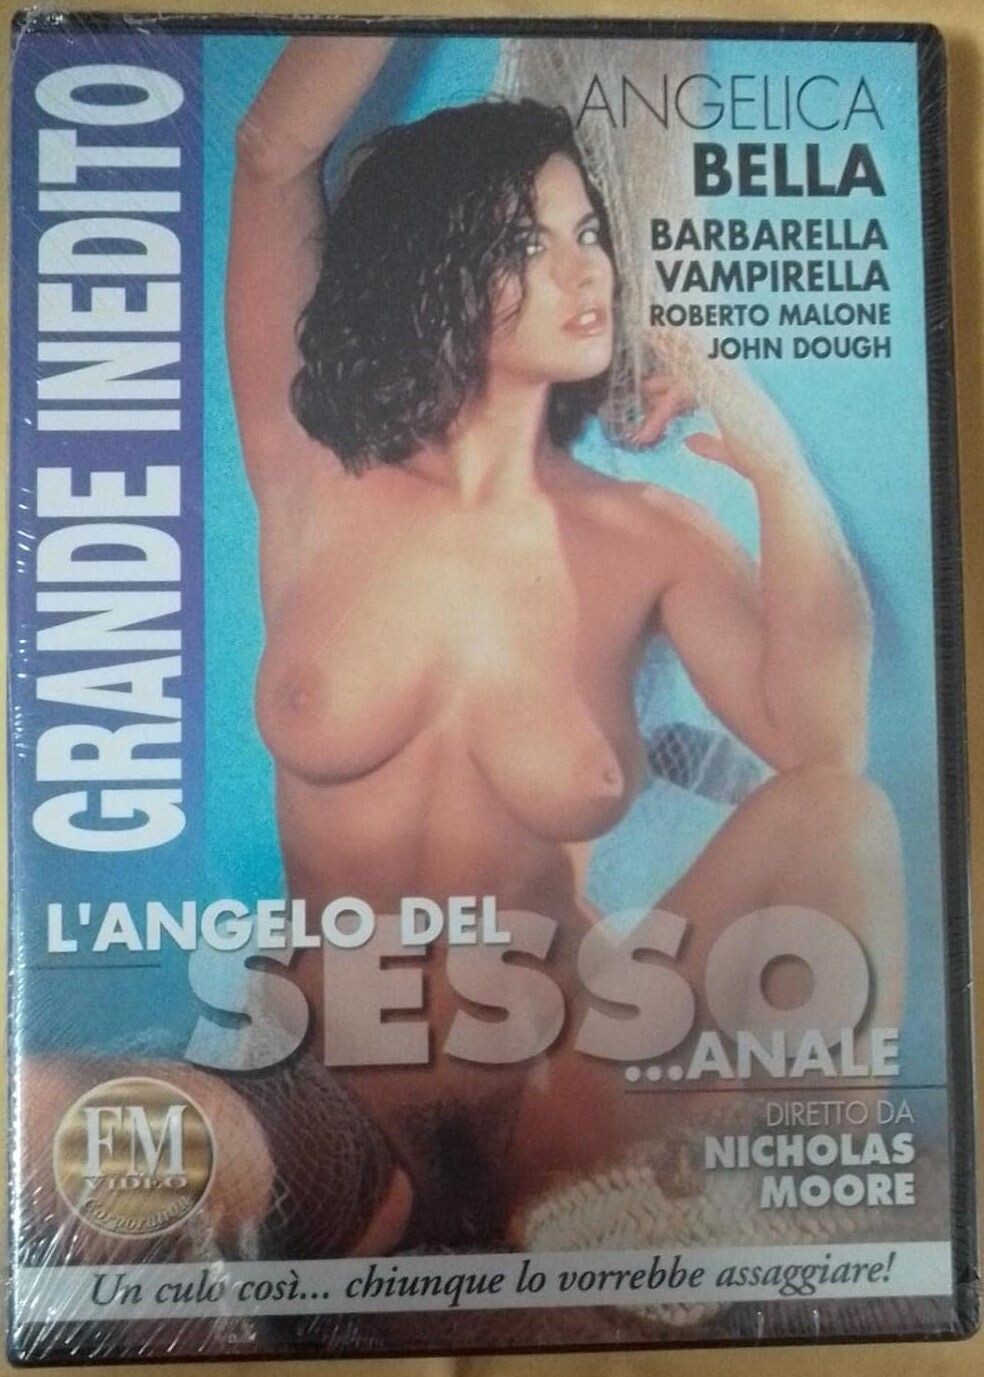 GRANDE INEDITO
ANGELICA
BELLA
BARBARELLA
VAMPIRELLA
ROBERTO MALONE
JOHN DOUGH
L'ANGELO DEL
SESSO
...ANALE
DIRETTO DA
NICHOLAS
MOORE
FM
VIDEO
Corporation
Un culo così... chiunque lo vorrebbe assaggiare!